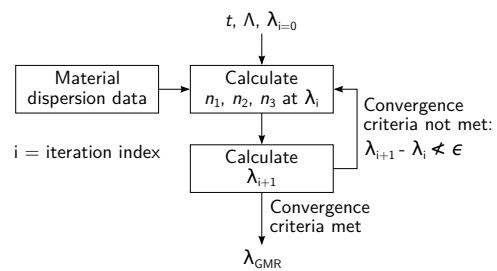 t, Λ, λi=0
Material
dispersion data
Calculate
n1, n2, n3 at λi
Convergence
criteria not met:
λi+1 - λi ≮ ϵ
i = iteration index
Calculate
λi+1
Convergence
criteria met
λGMR